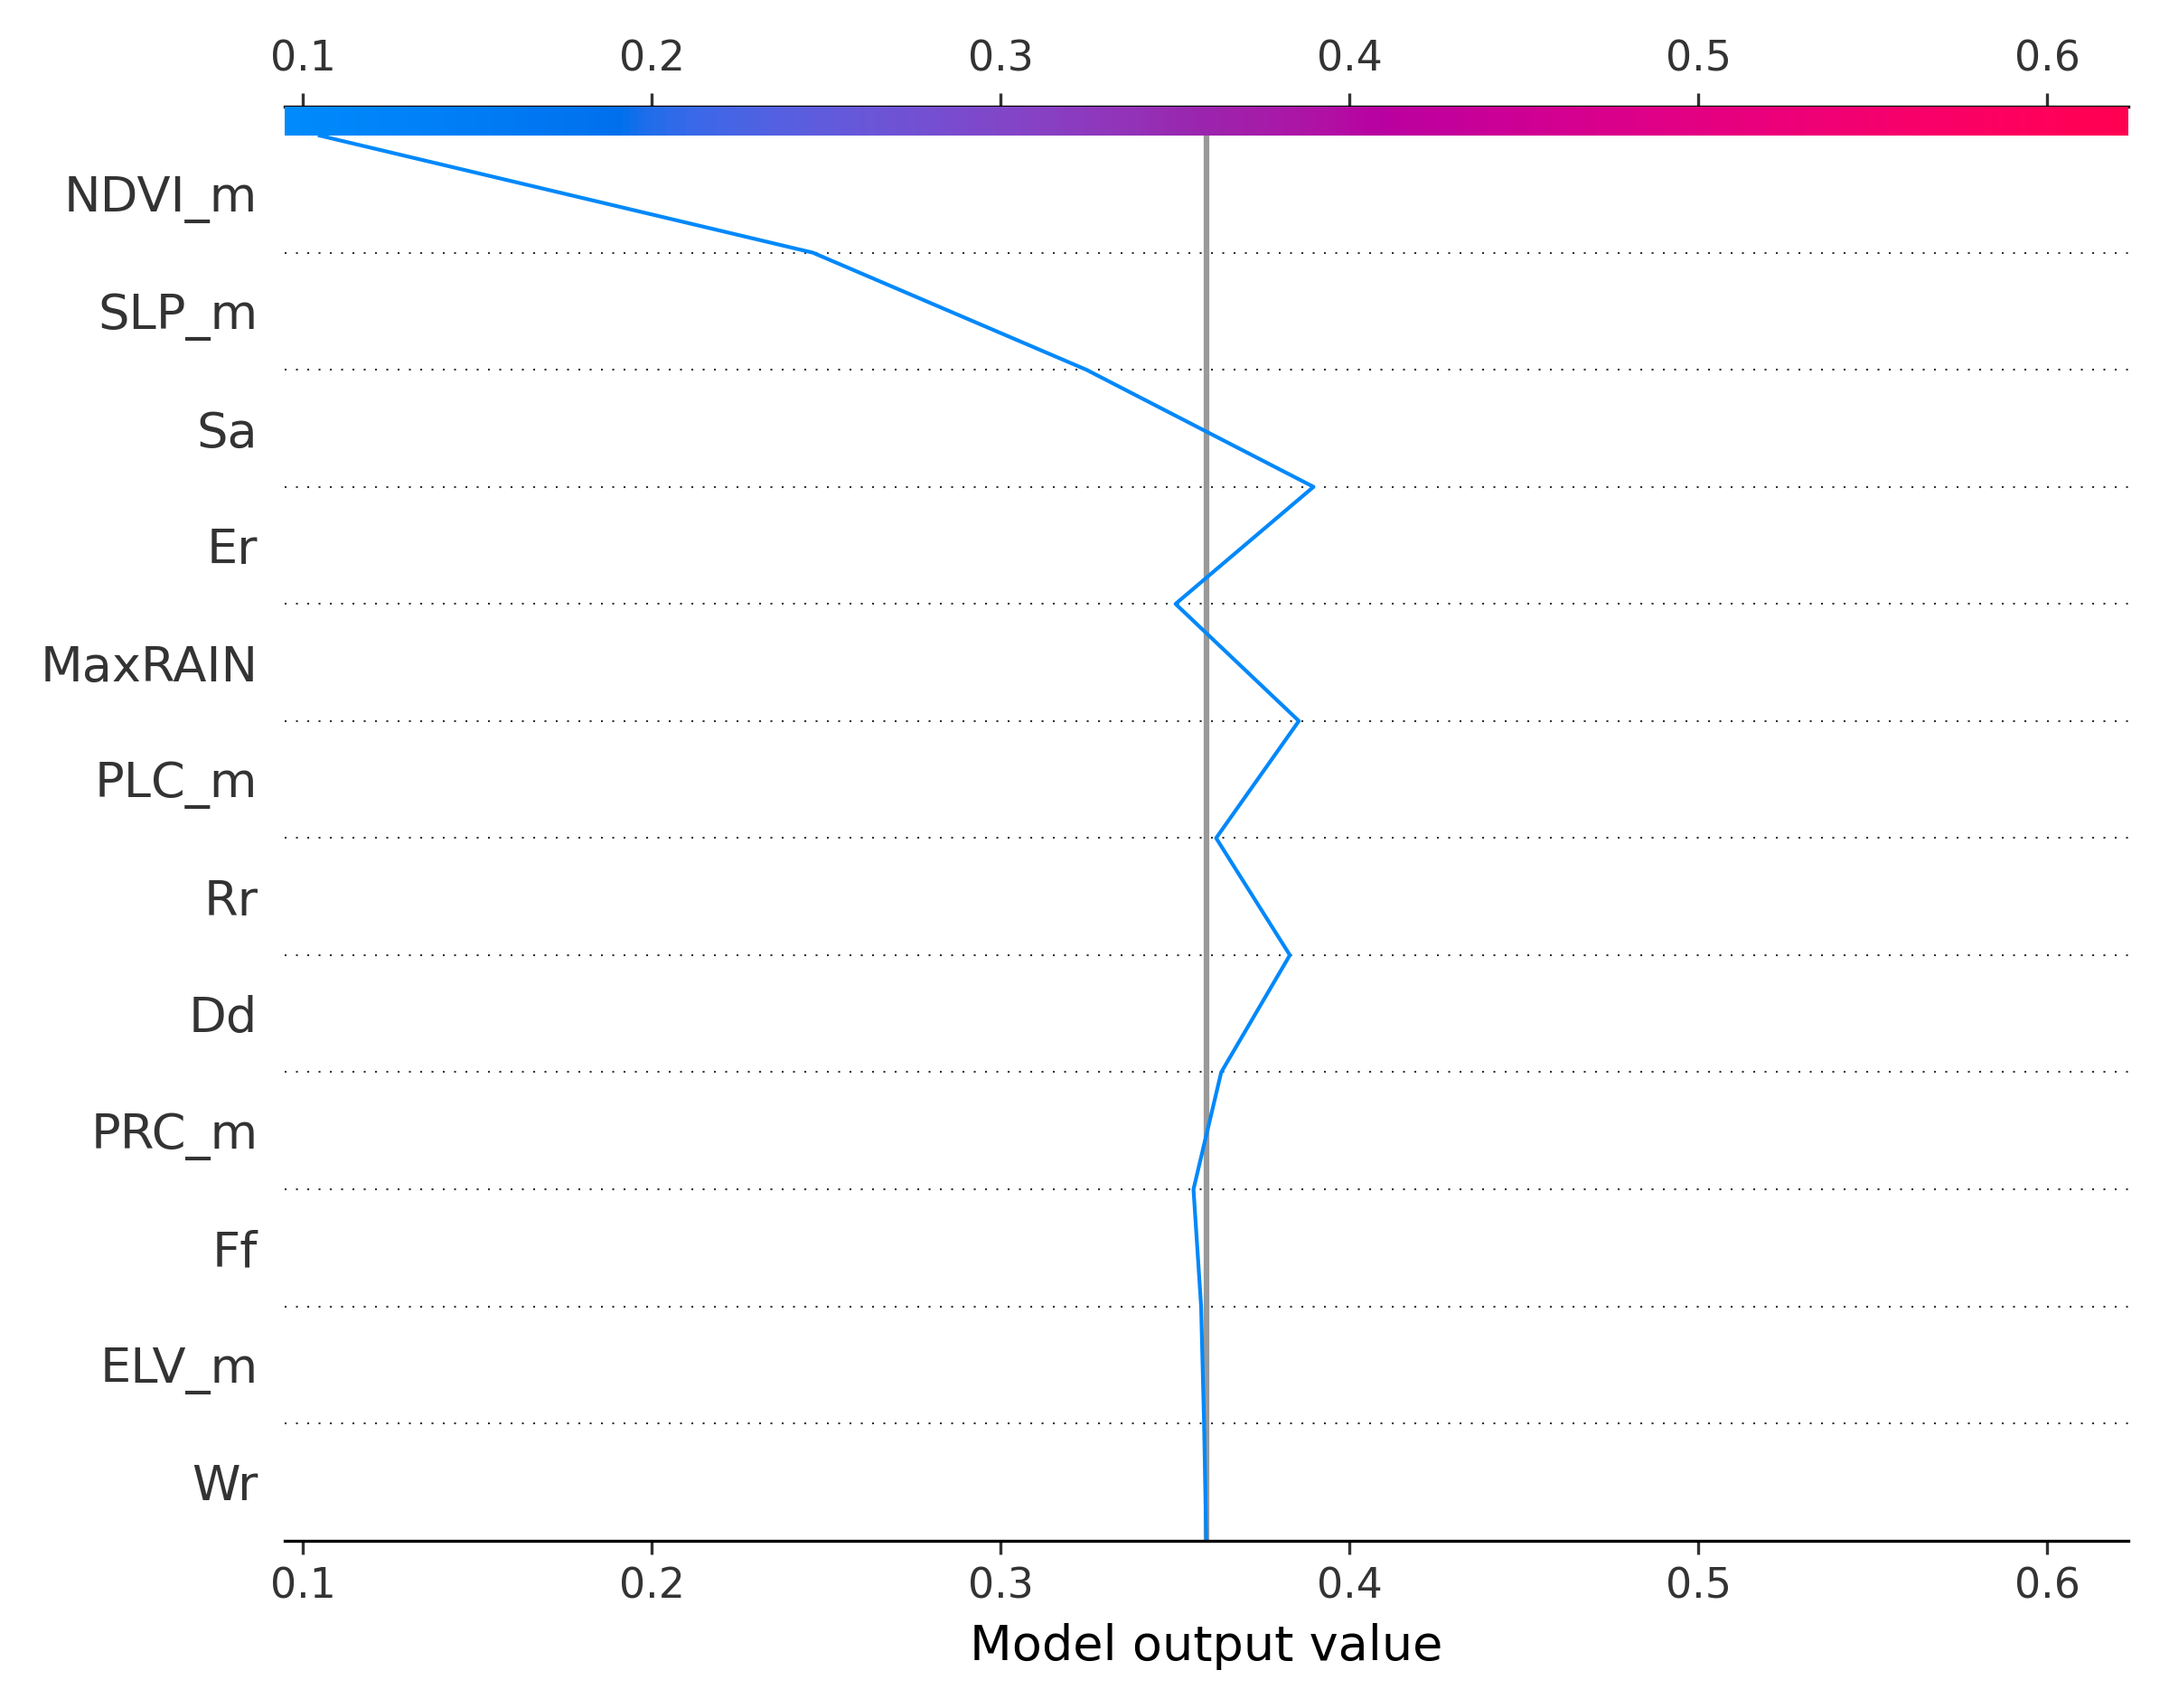 0.1 0.2 0.3 0.4 0.5 0.6
NDVI_m
SLP_m
Sa
Er
MaxRAIN
PLC_m
Rr
Dd
PRC_m
Ff
ELV_m
Wr
0.1 0.2 0.3 0.4 0.5 0.6
Model output value